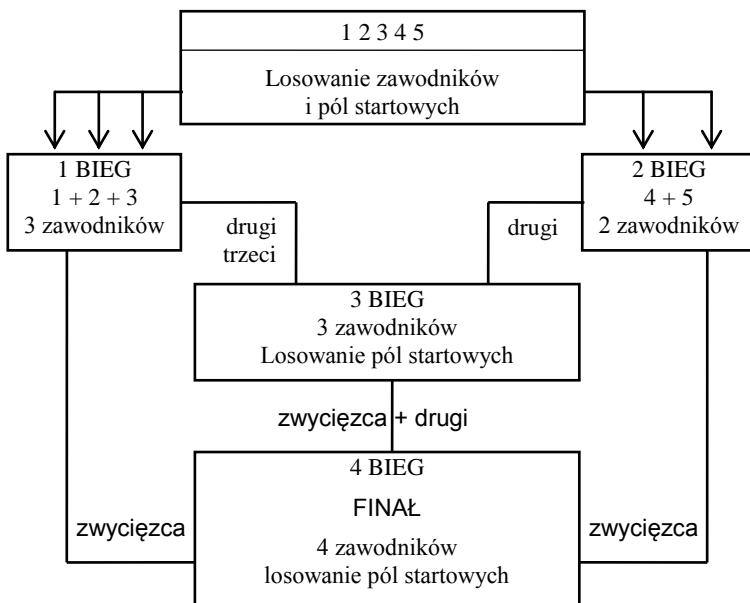 1 2 3 4 5
Losowanie zawodników
i pól startowych
1 BIEG
1 + 2 + 3
3 zawodników
2 BIEG
4 + 5
2 zawodników
drugi
trzeci
drugi
3 BIEG
3 zawodników
Losowanie pól startowych
zwycięzca + drugi
4 BIEG
FINAŁ
4 zawodników
losowanie pól startowych
zwycięzca
zwycięzca